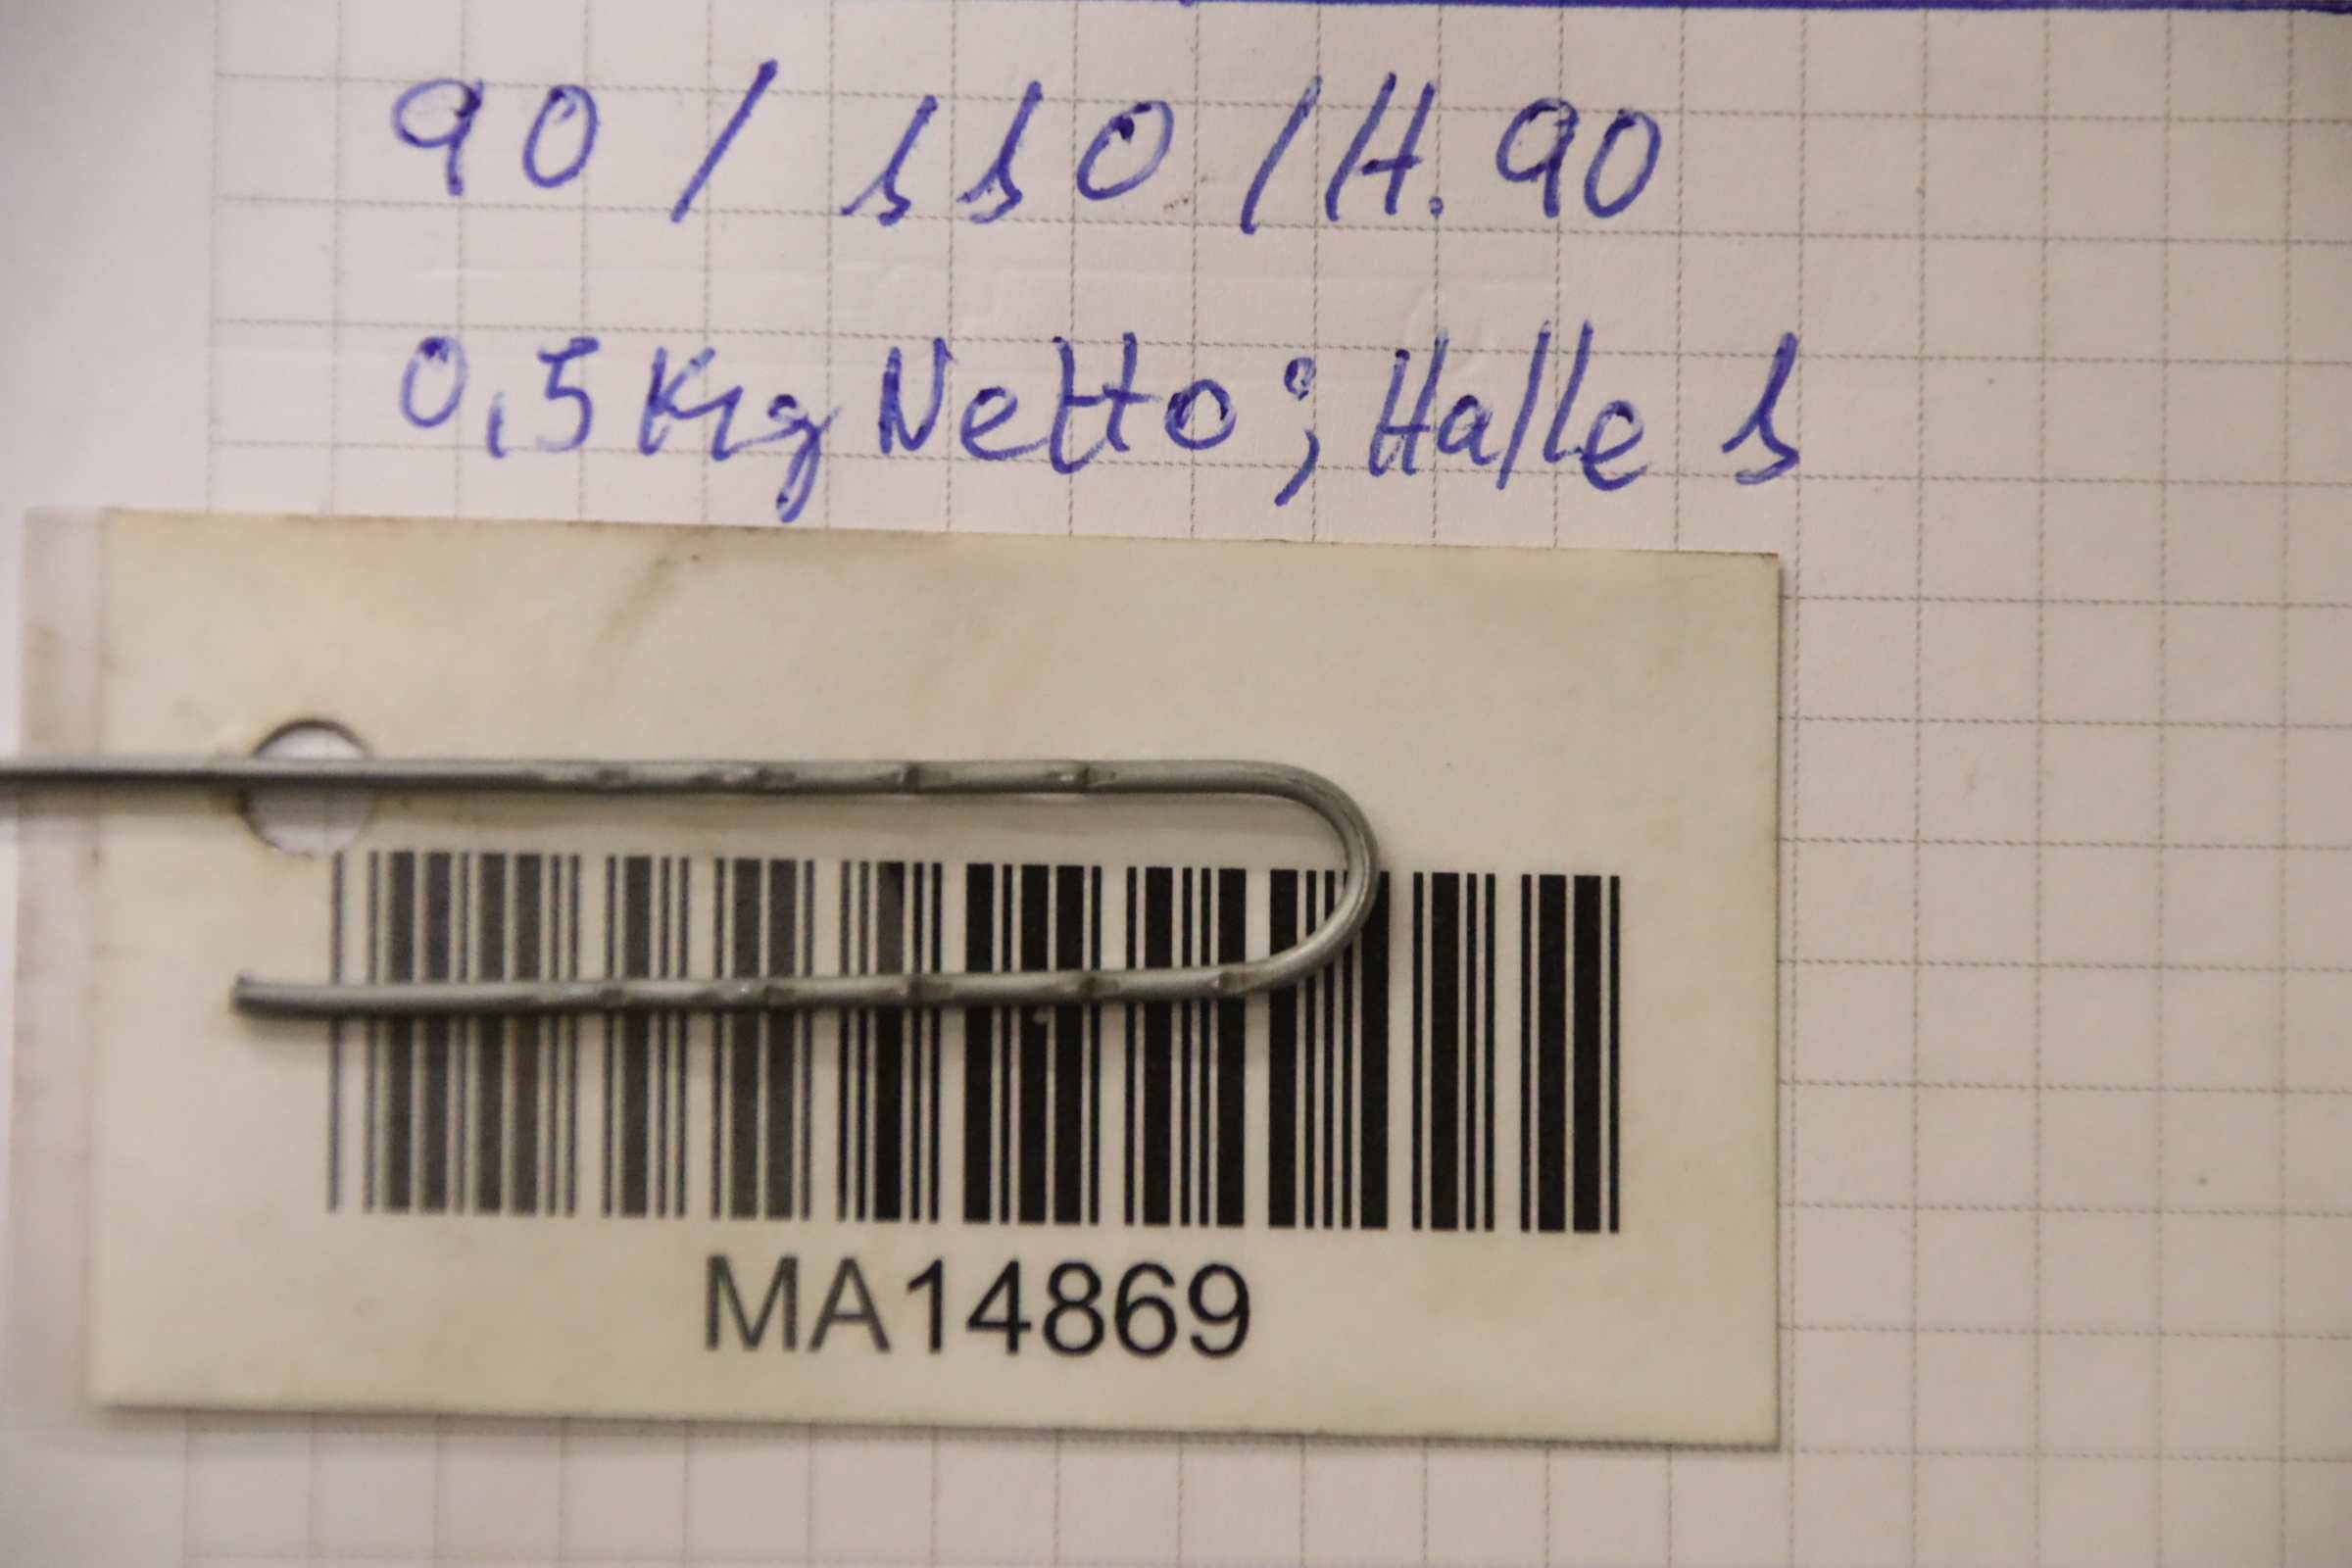 90 / 110 / H. 90
0,5 Kg Netto; Halle 1
MA14869